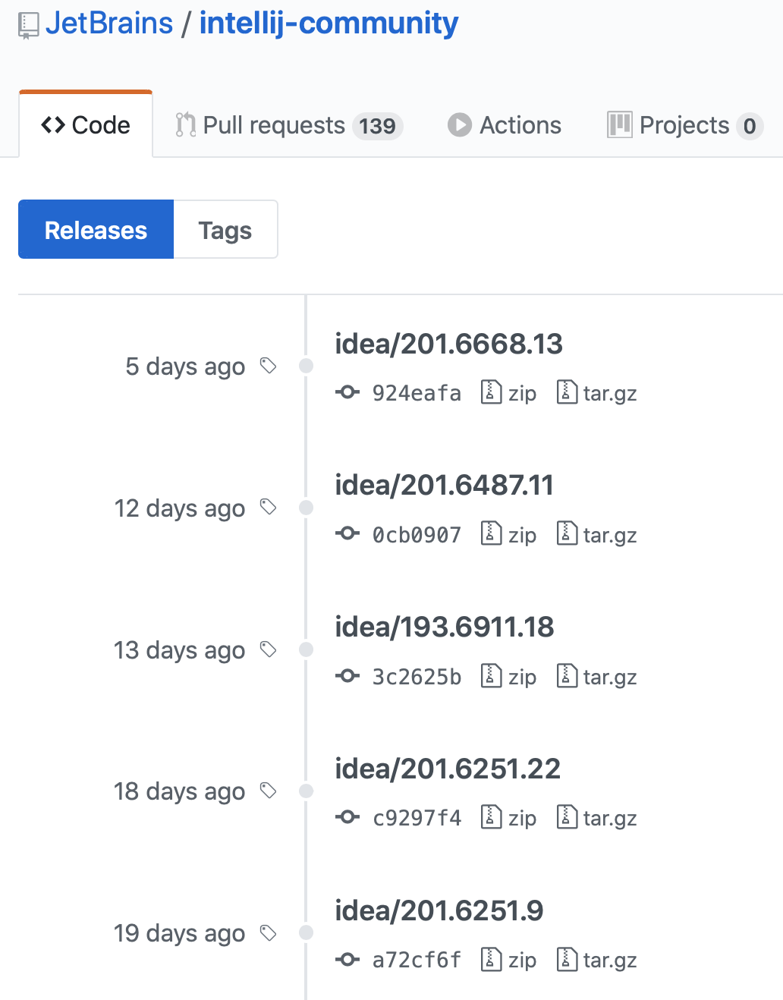 JetBrains / intellij-community
Code Pull requests 139 Actions Projects 0
Releases Tags
idea/201.6668.13
5 days ago
924eafa zip tar.gz
idea/201.6487.11
12 days ago
0cb0907 zip tar.gz
idea/193.6911.18
13 days ago
3c2625b zip tar.gz
idea/201.6251.22
18 days ago
c9297f4 zip tar.gz
idea/201.6251.9
19 days ago
a72cf6f zip tar.gz